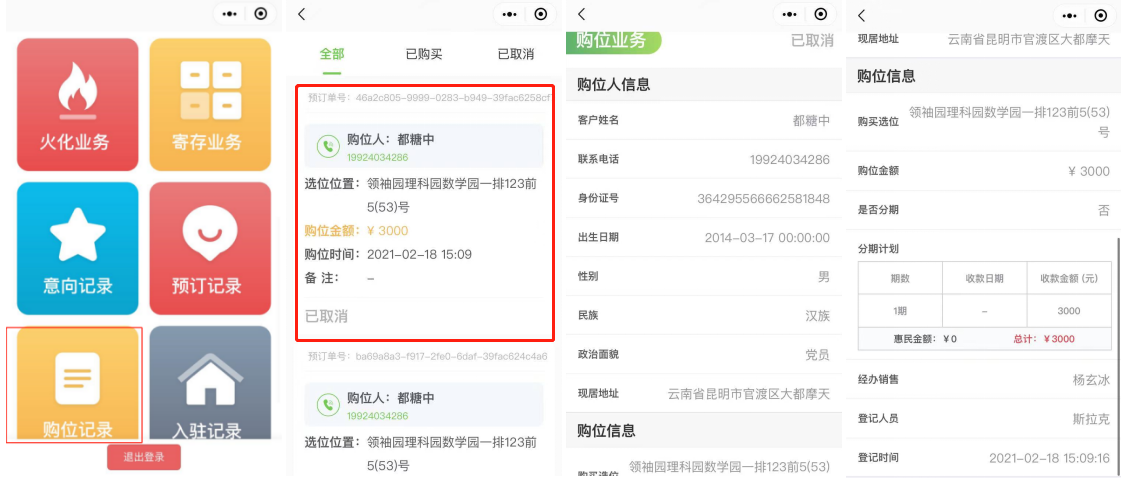 火化业务
寄存业务
意向记录
预订记录
购位记录
入驻记录
退出登录
全部
已购买
已取消
预订单号：46a2c805-9999-0283-b949-39fac6258cf
购位人：都糖中
19924034286
选位位置：领袖园理科园数学园一排123前
5(53)号
购位金额：¥ 3000
购位时间：2021-02-18 15:09
备 注： -
已取消
预订单号：ba69a8a3-f917-2fe0-6daf-39fac624c4a6
购位人：都糖中
19924034286
选位位置：领袖园理科园数学园一排123前
5(53)号
购位业务
已取消
购位人信息
客户姓名 都糖中
联系电话 19924034286
身份证号 364295566662581848
出生日期 2014-03-17 00:00:00
性别 男
民族 汉族
政治面貌 党员
现居地址 云南省昆明市官渡区大都摩天
购位信息
购买选位 领袖园理科园数学园一排123前5(53)
现居地址 云南省昆明市官渡区大都摩天
购位信息
购买选位 领袖园理科园数学园一排123前5(53)
号
购位金额 ¥ 3000
是否分期 否
分期计划
期数 收款日期 收款金额 (元)
1期 - 3000
惠民金额：¥0 总计：¥3000
经办销售 杨玄冰
登记人员 斯拉克
登记时间 2021-02-18 15:09:16